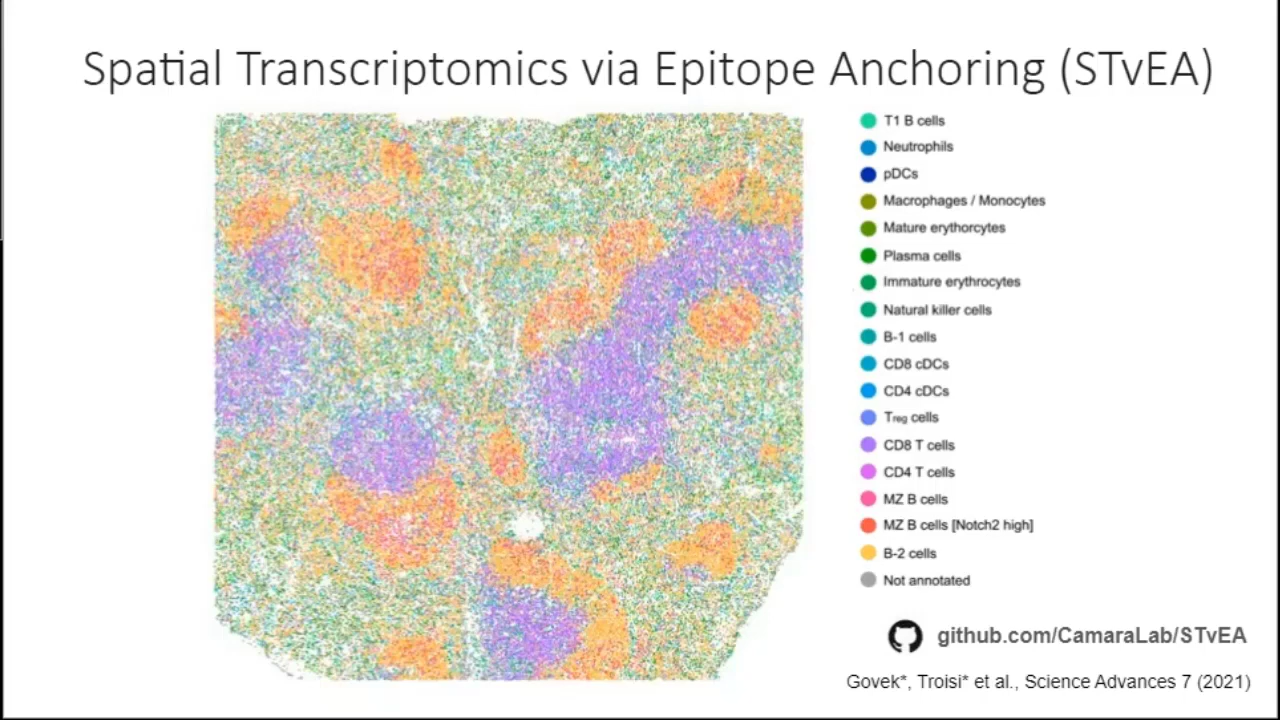 Spatial Transcriptomics via Epitope Anchoring (STvEA)
T1 B cells
Neutrophils
pDCs
Macrophages / Monocytes
Mature erythorcytes
Plasma cells
Immature erythrocytes
Natural killer cells
B-1 cells
CD8 cDCs
CD4 cDCs
Treg cells
CD8 T cells
CD4 T cells
MZ B cells
MZ B cells [Notch2 high]
B-2 cells
Not annotated
github.com/CamaraLab/STvEA
Govek*, Troisi* et al., Science Advances 7 (2021)